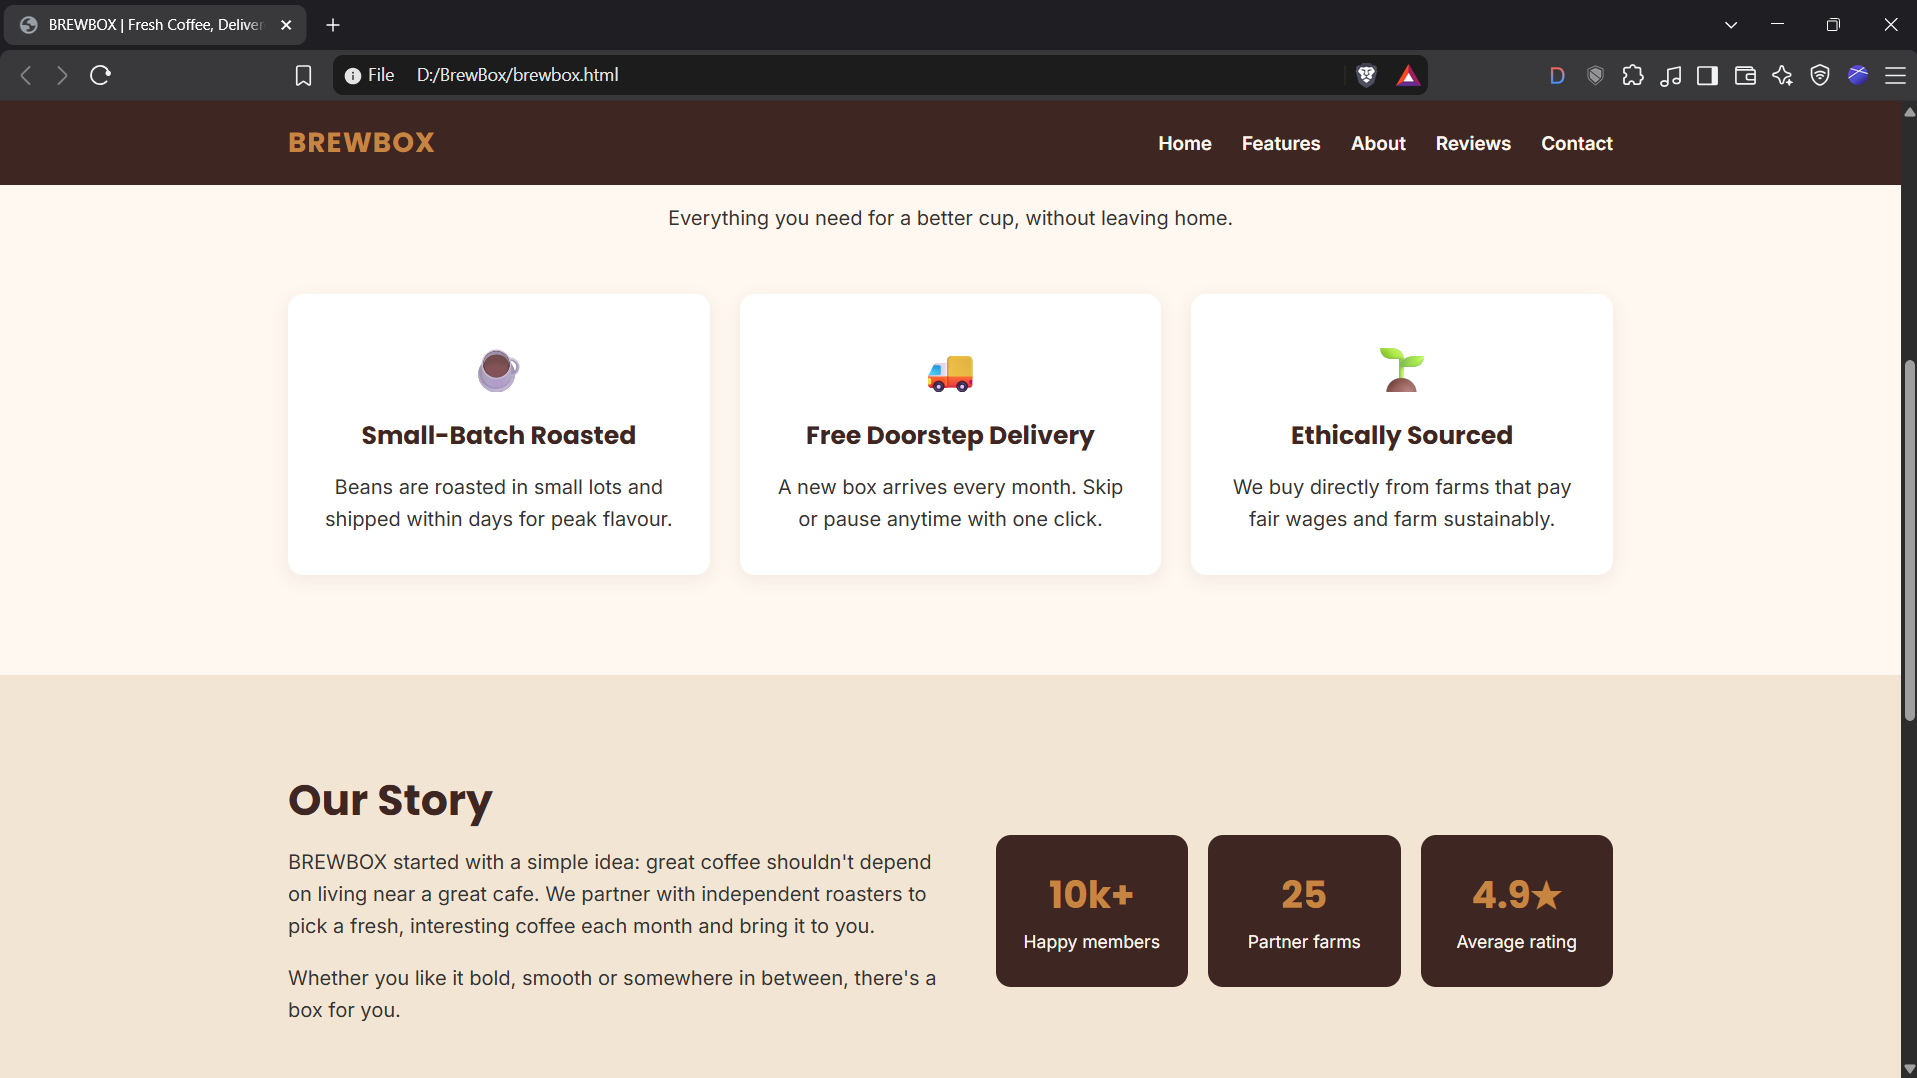 BREWBOX | Fresh Coffee, Deliver
File D:/BrewBox/brewbox.html
BREWBOX
Home Features About Reviews Contact
Everything you need for a better cup, without leaving home.
Small-Batch Roasted
Beans are roasted in small lots and
shipped within days for peak flavour.
Free Doorstep Delivery
A new box arrives every month. Skip
or pause anytime with one click.
Ethically Sourced
We buy directly from farms that pay
fair wages and farm sustainably.
Our Story
BREWBOX started with a simple idea: great coffee shouldn't depend
on living near a great cafe. We partner with independent roasters to
pick a fresh, interesting coffee each month and bring it to you.
Whether you like it bold, smooth or somewhere in between, there's a
box for you.
10k+
Happy members
25
Partner farms
4.9★
Average rating